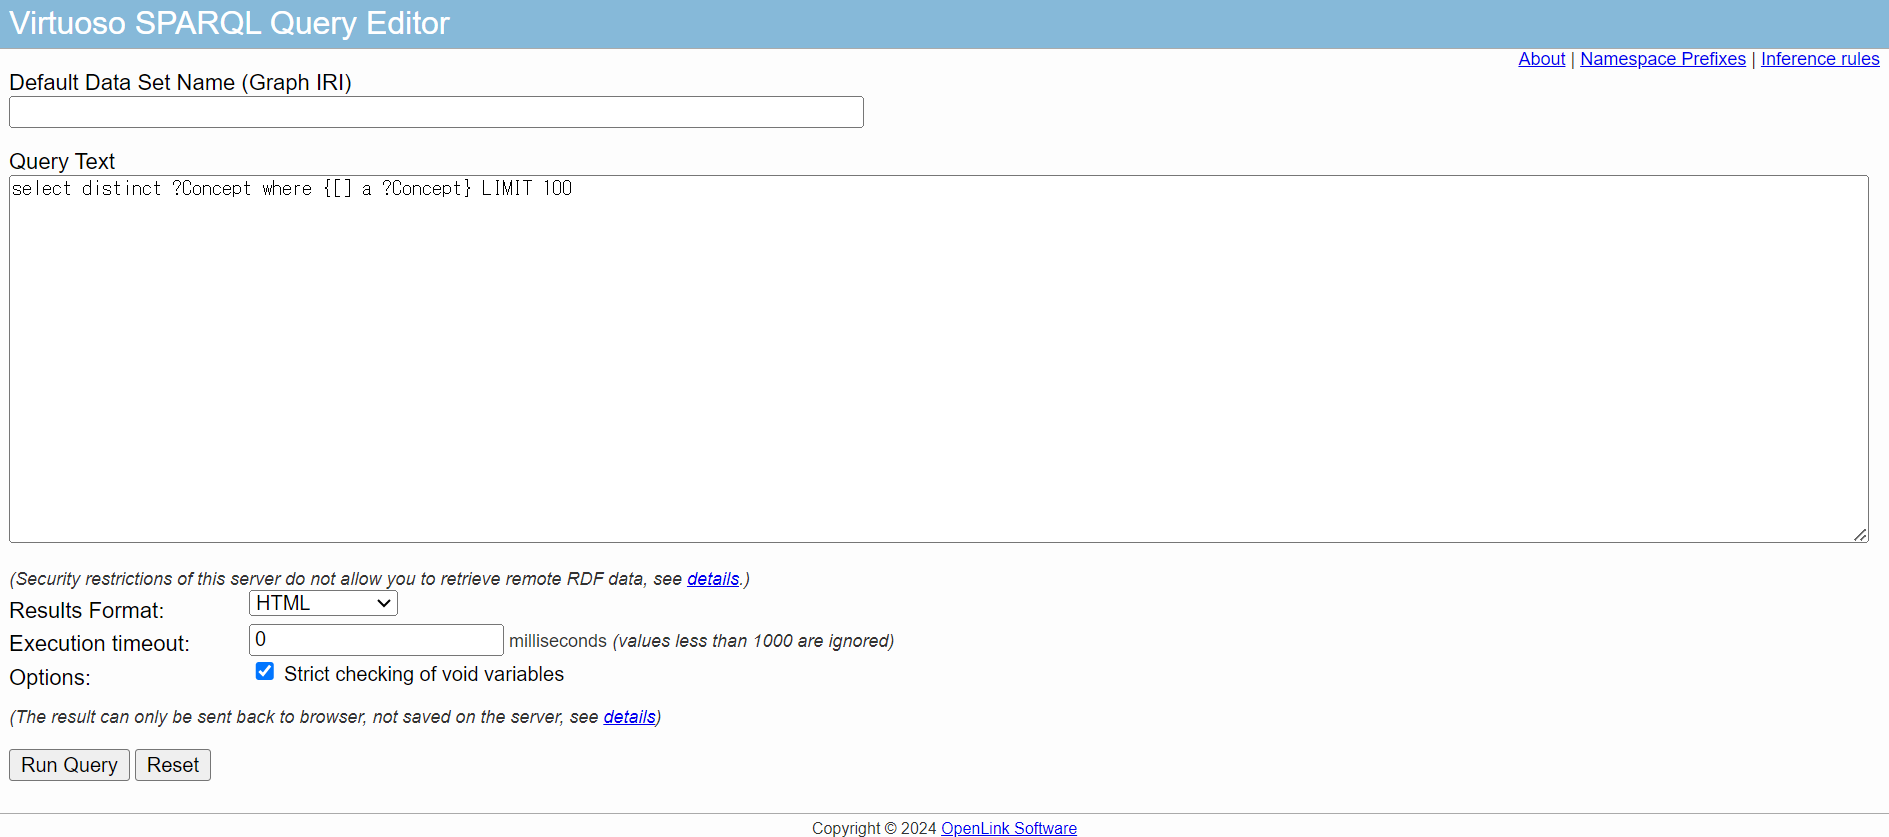 Virtuoso SPARQL Query Editor
About | Namespace Prefixes | Inference rules
Default Data Set Name (Graph IRI)
Query Text
select distinct ?Concept where {[] a ?Concept} LIMIT 100
(Security restrictions of this server do not allow you to retrieve remote RDF data, see details.)
Results Format: HTML
Execution timeout: 0 milliseconds (values less than 1000 are ignored)
Options: Strict checking of void variables
(The result can only be sent back to browser, not saved on the server, see details)
Run Query Reset
Copyright © 2024 OpenLink Software